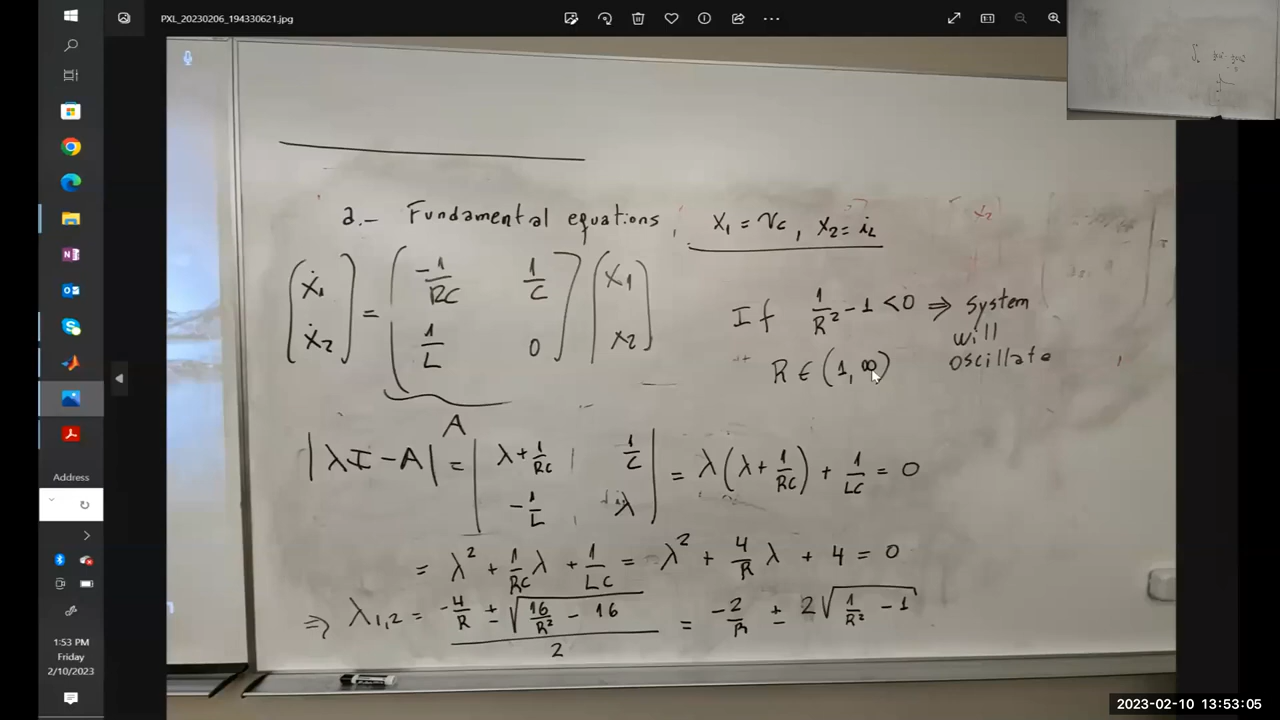 PXL_20230206_194330621.jpg
a.- Fundamental equations, x₁ = v_C, x₂ = i_L
(ẋ₁ ẋ₂) = (-1/RC 1/C 1/L 0) (x₁ x₂)
A
If 1/R² - 1 < 0 ⇒ system will oscillate
R ∈ (1, ∞)
|λI - A| = |λ + 1/RC 1/C -1/L λ| = λ(λ + 1/RC) + 1/LC = 0
= λ² + 1/RC λ + 1/LC = λ² + 4/R λ + 4 = 0
⇒ λ₁,₂ = (-4/R ± √(16/R² - 16))/2 = -2/R ± 2√(1/R² - 1)
Address
1:53 PM
Friday
2/10/2023
2023-02-10 13:53:05